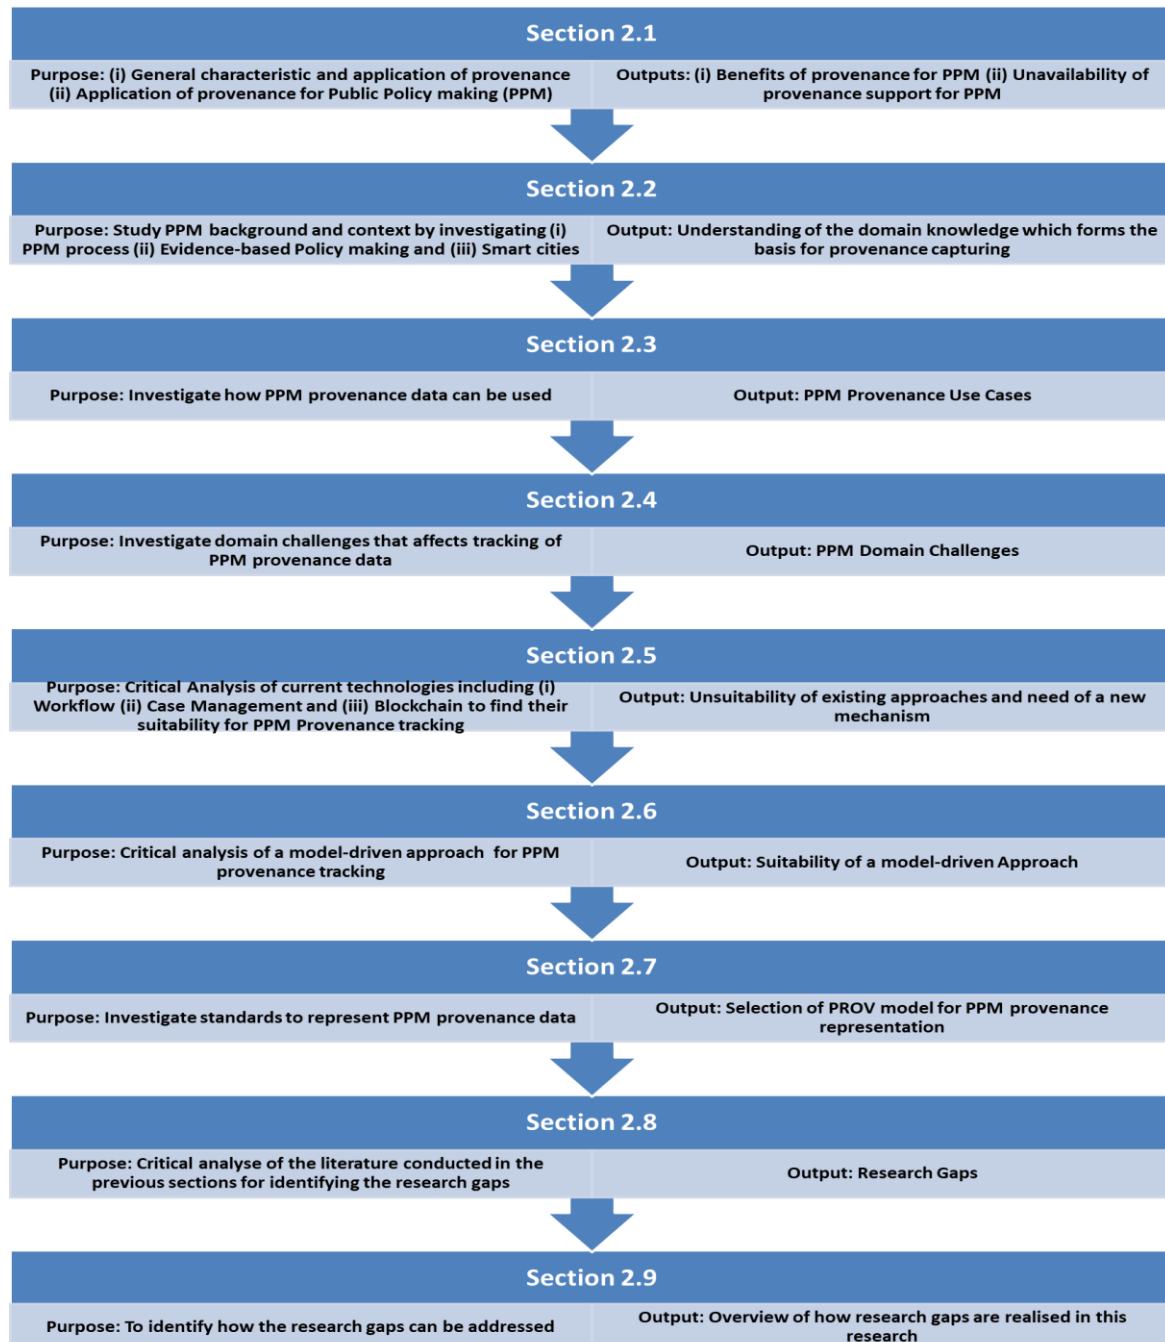 Section 2.1
Purpose: (i) General characteristic and application of provenance
(ii) Application of provenance for Public Policy making (PPM)
Outputs: (i) Benefits of provenance for PPM (ii) Unavailability of
provenance support for PPM
Section 2.2
Purpose: Study PPM background and context by investigating (i)
PPM process (ii) Evidence-based Policy making and (iii) Smart cities
Output: Understanding of the domain knowledge which forms the
basis for provenance capturing
Section 2.3
Purpose: Investigate how PPM provenance data can be used
Output: PPM Provenance Use Cases
Section 2.4
Purpose: Investigate domain challenges that affects tracking of
PPM provenance data
Output: PPM Domain Challenges
Section 2.5
Purpose: Critical Analysis of current technologies including (i)
Workflow (ii) Case Management and (iii) Blockchain to find their
suitability for PPM Provenance tracking
Output: Unsuitability of existing approaches and need of a new
mechanism
Section 2.6
Purpose: Critical analysis of a model-driven approach for PPM
provenance tracking
Output: Suitability of a model-driven Approach
Section 2.7
Purpose: Investigate standards to represent PPM provenance data
Output: Selection of PROV model for PPM provenance
representation
Section 2.8
Purpose: Critical analyse of the literature conducted in the
previous sections for identifying the research gaps
Output: Research Gaps
Section 2.9
Purpose: To identify how the research gaps can be addressed
Output: Overview of how research gaps are realised in this
research